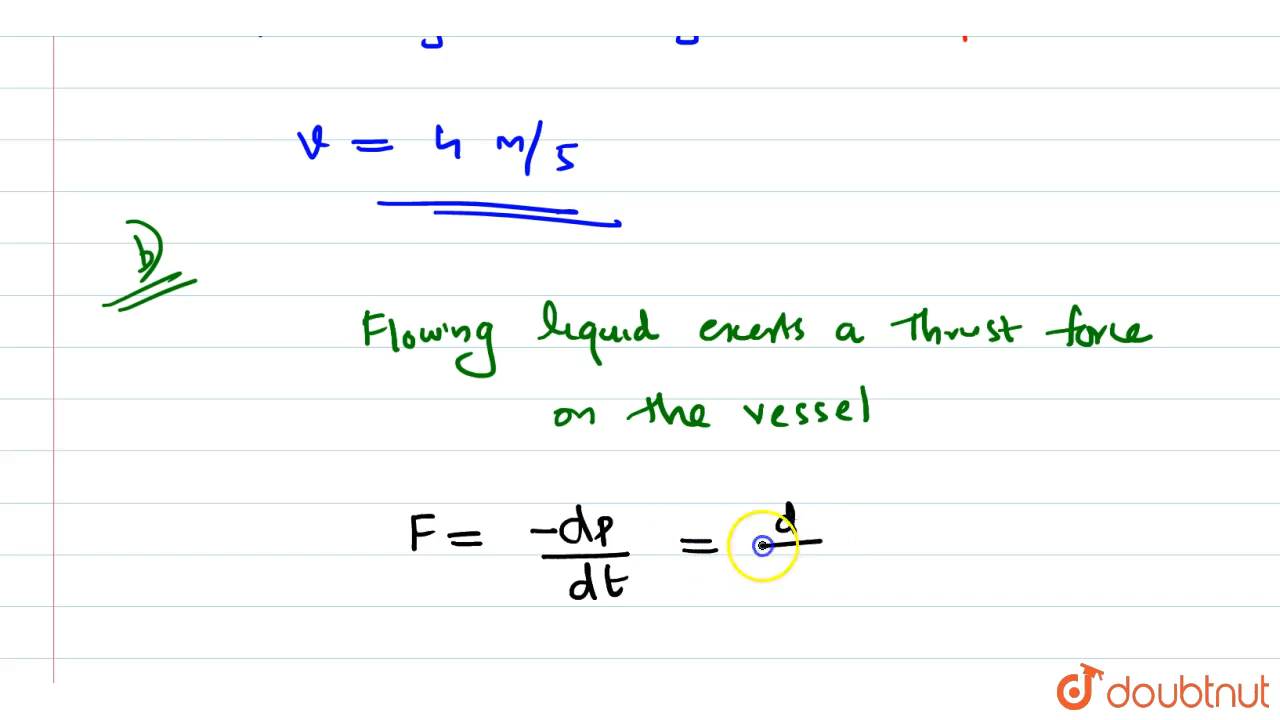 v = 4 m/s
b)
Flowing liquid exerts a thrust force
on the vessel
F = -dp/dt = d
doubtnut